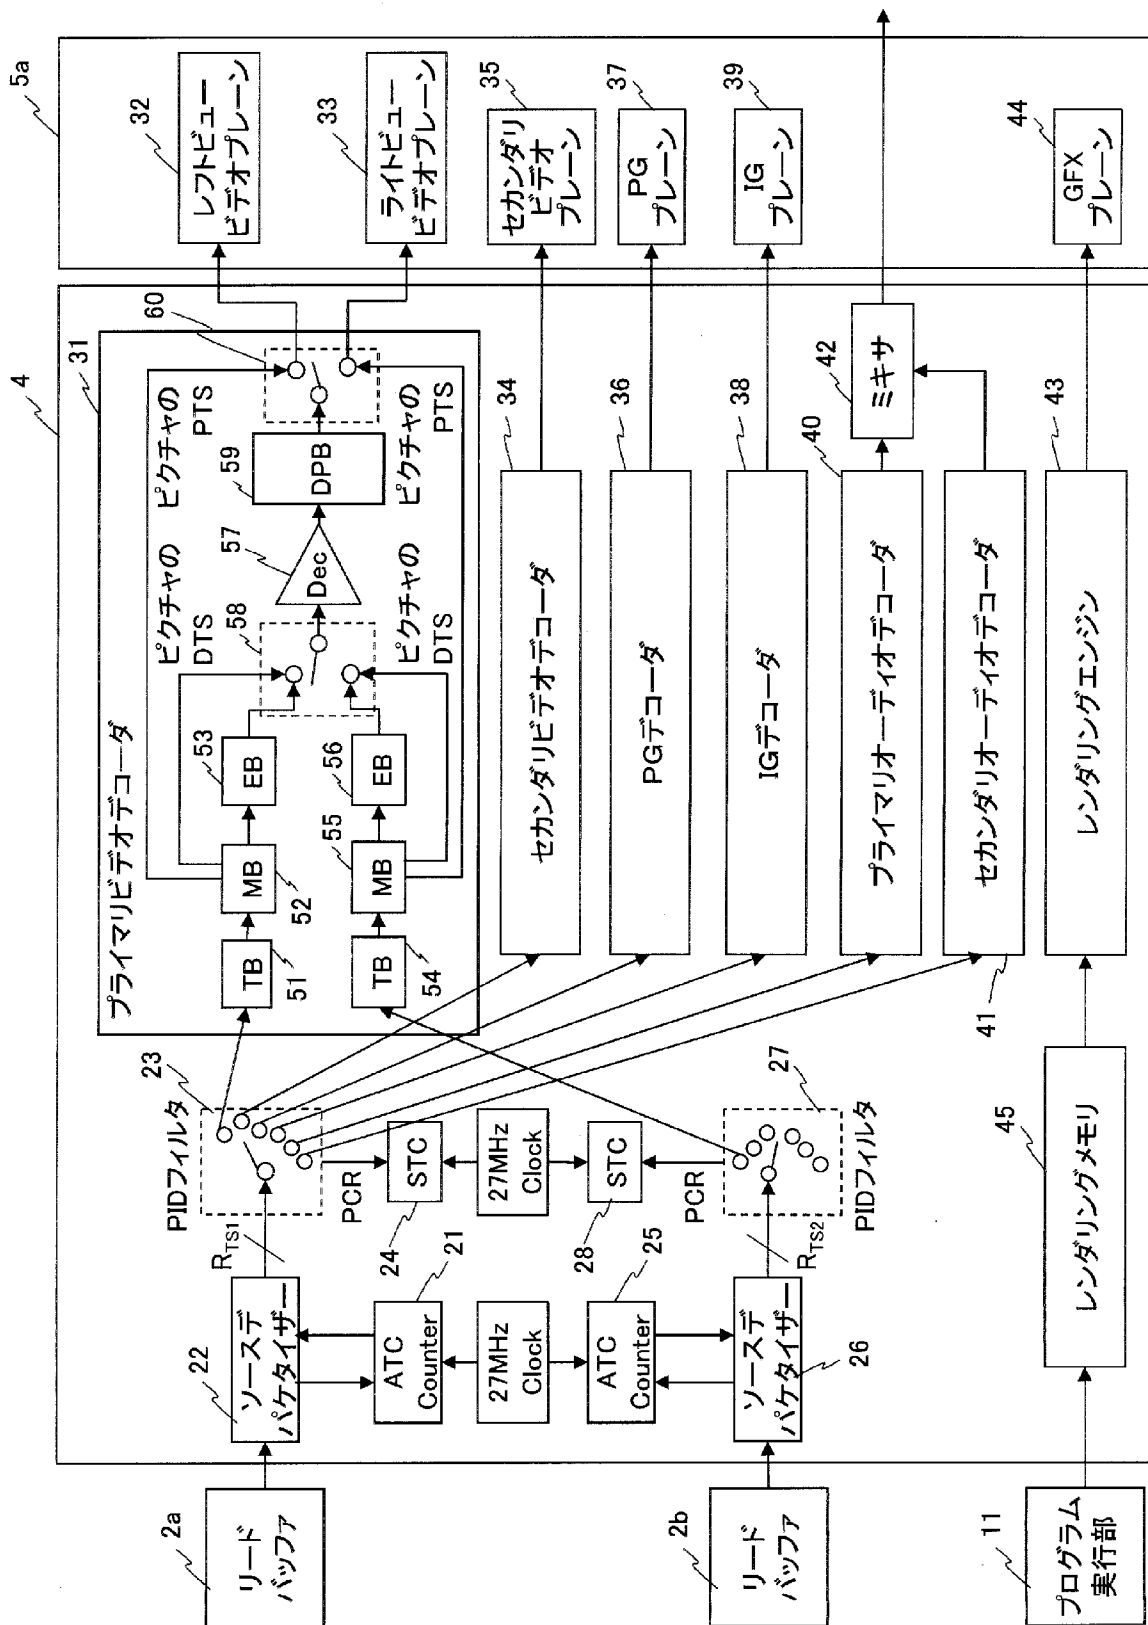 5a
32
レフトビュー
ビデオプレーン
33
ライトビュー
ビデオプレーン
35
セカンダリ
ビデオ
プレーン
37
PG
プレーン
39
IG
プレーン
44
GFX
プレーン
4
31
プライマリビデオデコーダ
60
ピクチャの
PTS
ピクチャの
PTS
59
DPB
57
Dec
ピクチャの
DTS
58
ピクチャの
DTS
53
EB
56
EB
MB
52
55
MB
TB
51
TB
54
34
セカンダリビデオデコーダ
36
PGデコーダ
38
IGデコーダ
40
プライマリオーディオデコーダ
42
ミキサ
セカンダリオーディオデコーダ
41
43
レンダリングエンジン
23
PIDフィルタ
PCR
STC
24
27MHz
Clock
STC
28
PCR
27
PIDフィルタ
RTS1
RTS2
22
ソースデ
パケタイザー
21
ATC
Counter
27MHz
Clock
25
ATC
Counter
ソースデ
パケタイザー
26
45
レンダリングメモリ
2a
リード
バッファ
2b
リード
バッファ
11
プログラム
実行部